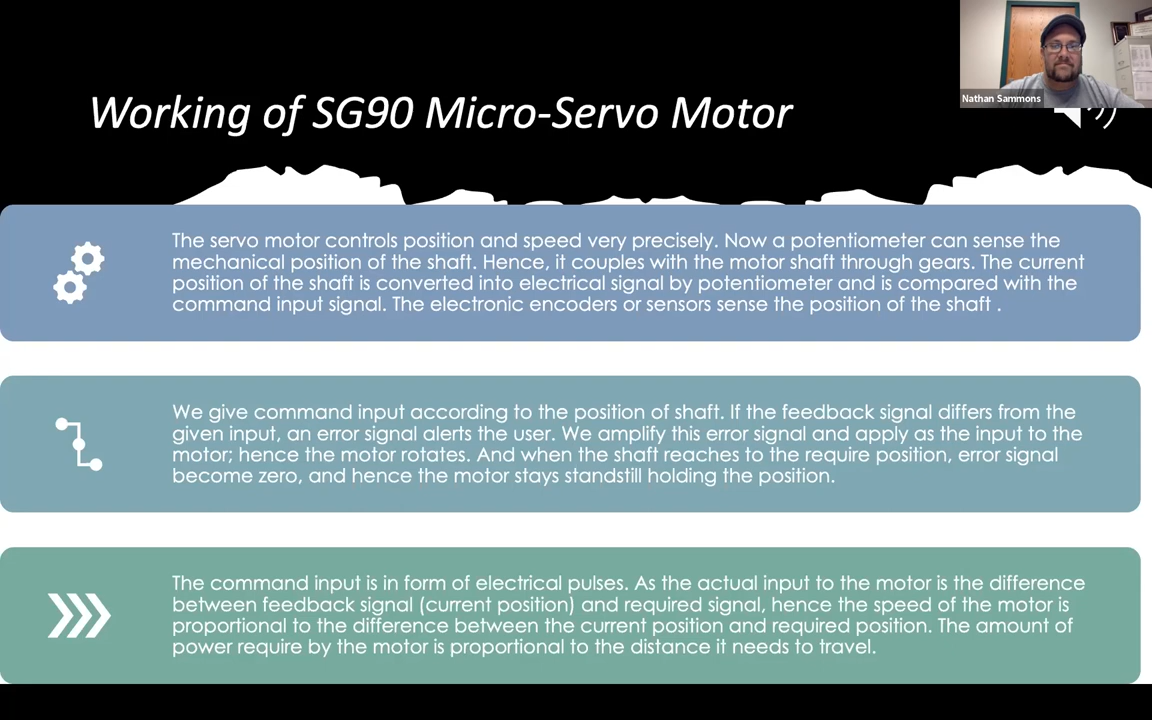 Nathan Sammons
Working of SG90 Micro-Servo Motor
The servo motor controls position and speed very precisely. Now a potentiometer can sense the
mechanical position of the shaft. Hence, it couples with the motor shaft through gears. The current
position of the shaft is converted into electrical signal by potentiometer and is compared with the
command input signal. The electronic encoders or sensors sense the position of the shaft .
We give command input according to the position of shaft. If the feedback signal differs from the
given input, an error signal alerts the user. We amplify this error signal and apply as the input to the
motor; hence the motor rotates. And when the shaft reaches to the require position, error signal
become zero, and hence the motor stays standstill holding the position.
The command input is in form of electrical pulses. As the actual input to the motor is the difference
between feedback signal (current position) and required signal, hence the speed of the motor is
proportional to the difference between the current position and required position. The amount of
power require by the motor is proportional to the distance it needs to travel.